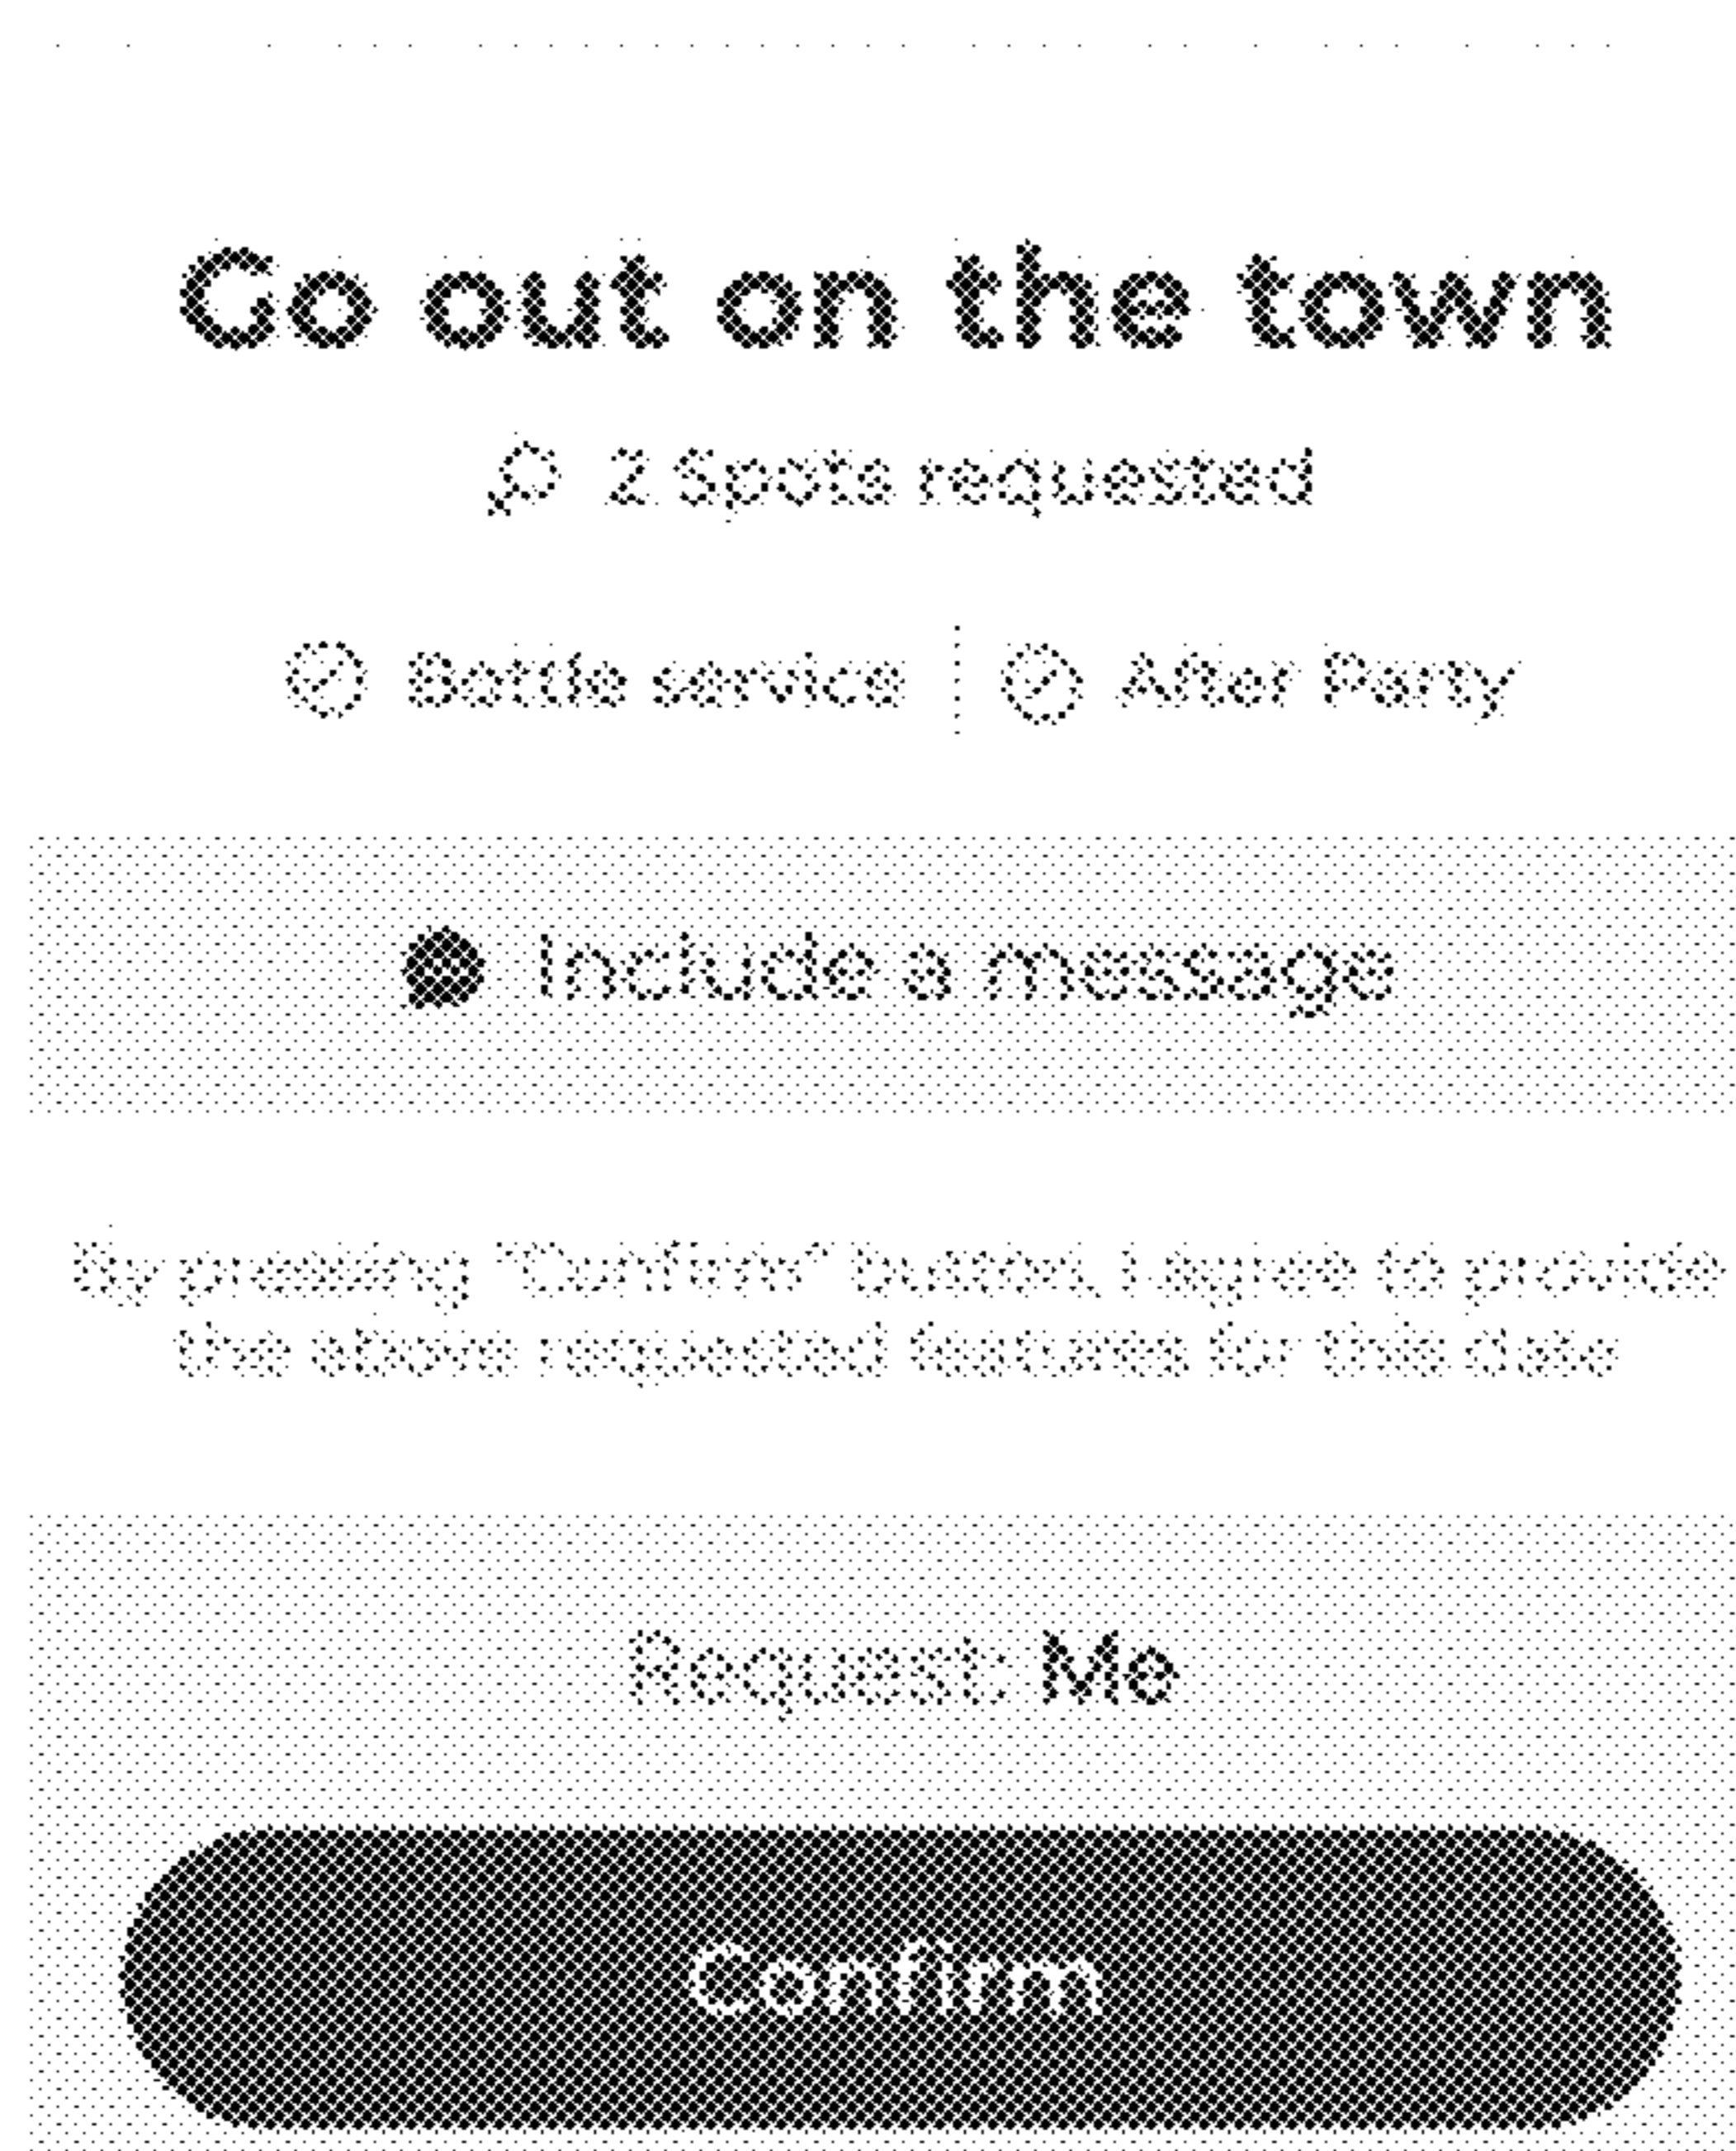 Go out on the town
2 Spots requested
Bottle service | After Party
Include a message
By pressing "Confirm" button, I agree to provide
the above requested features for this date
Request: Me
Confirm